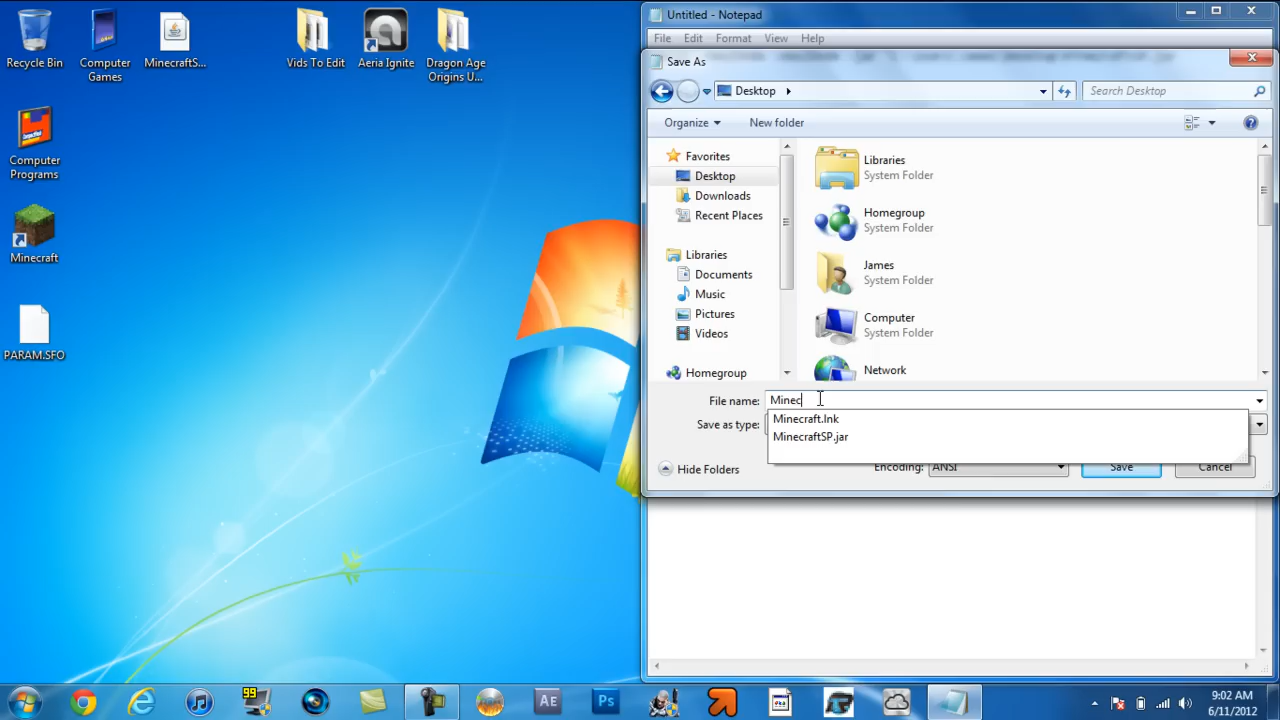 Recycle Bin
Computer
Games
MinecraftS...
Vids To Edit
Aeria Ignite
Dragon Age
Origins U...
Computer
Programs
Minecraft
PARAM.SFO
Untitled - Notepad
File Edit Format View Help
Save As
Desktop
Search Desktop
Organize
New folder
Favorites
Desktop
Downloads
Recent Places
Libraries
Documents
Music
Pictures
Videos
Homegroup
Libraries
System Folder
Homegroup
System Folder
James
System Folder
Computer
System Folder
Network
File name: Minec
Minecraft.lnk
MinecraftSP.jar
Save as type:
Hide Folders
Encoding: ANSI
Save
Cancel
99
AE
Ps
9:02 AM
6/11/2012